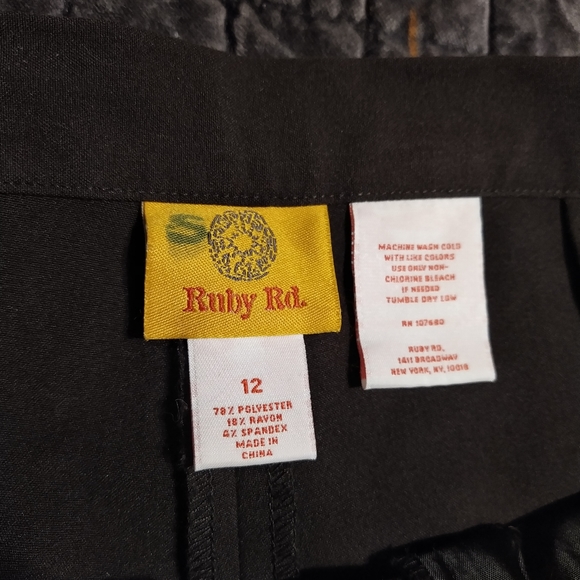 S
Ruby Rd.
12
78% POLYESTER
18% RAYON
4% SPANDEX
MADE IN
CHINA
MACHINE WASH COLD
WITH LIKE COLORS
USE ONLY NON-
CHLORINE BLEACH
IF NEEDED
TUMBLE DRY LOW
RN 107680
RUBY RD.
1411 BROADWAY
NEW YORK, NY, 10018